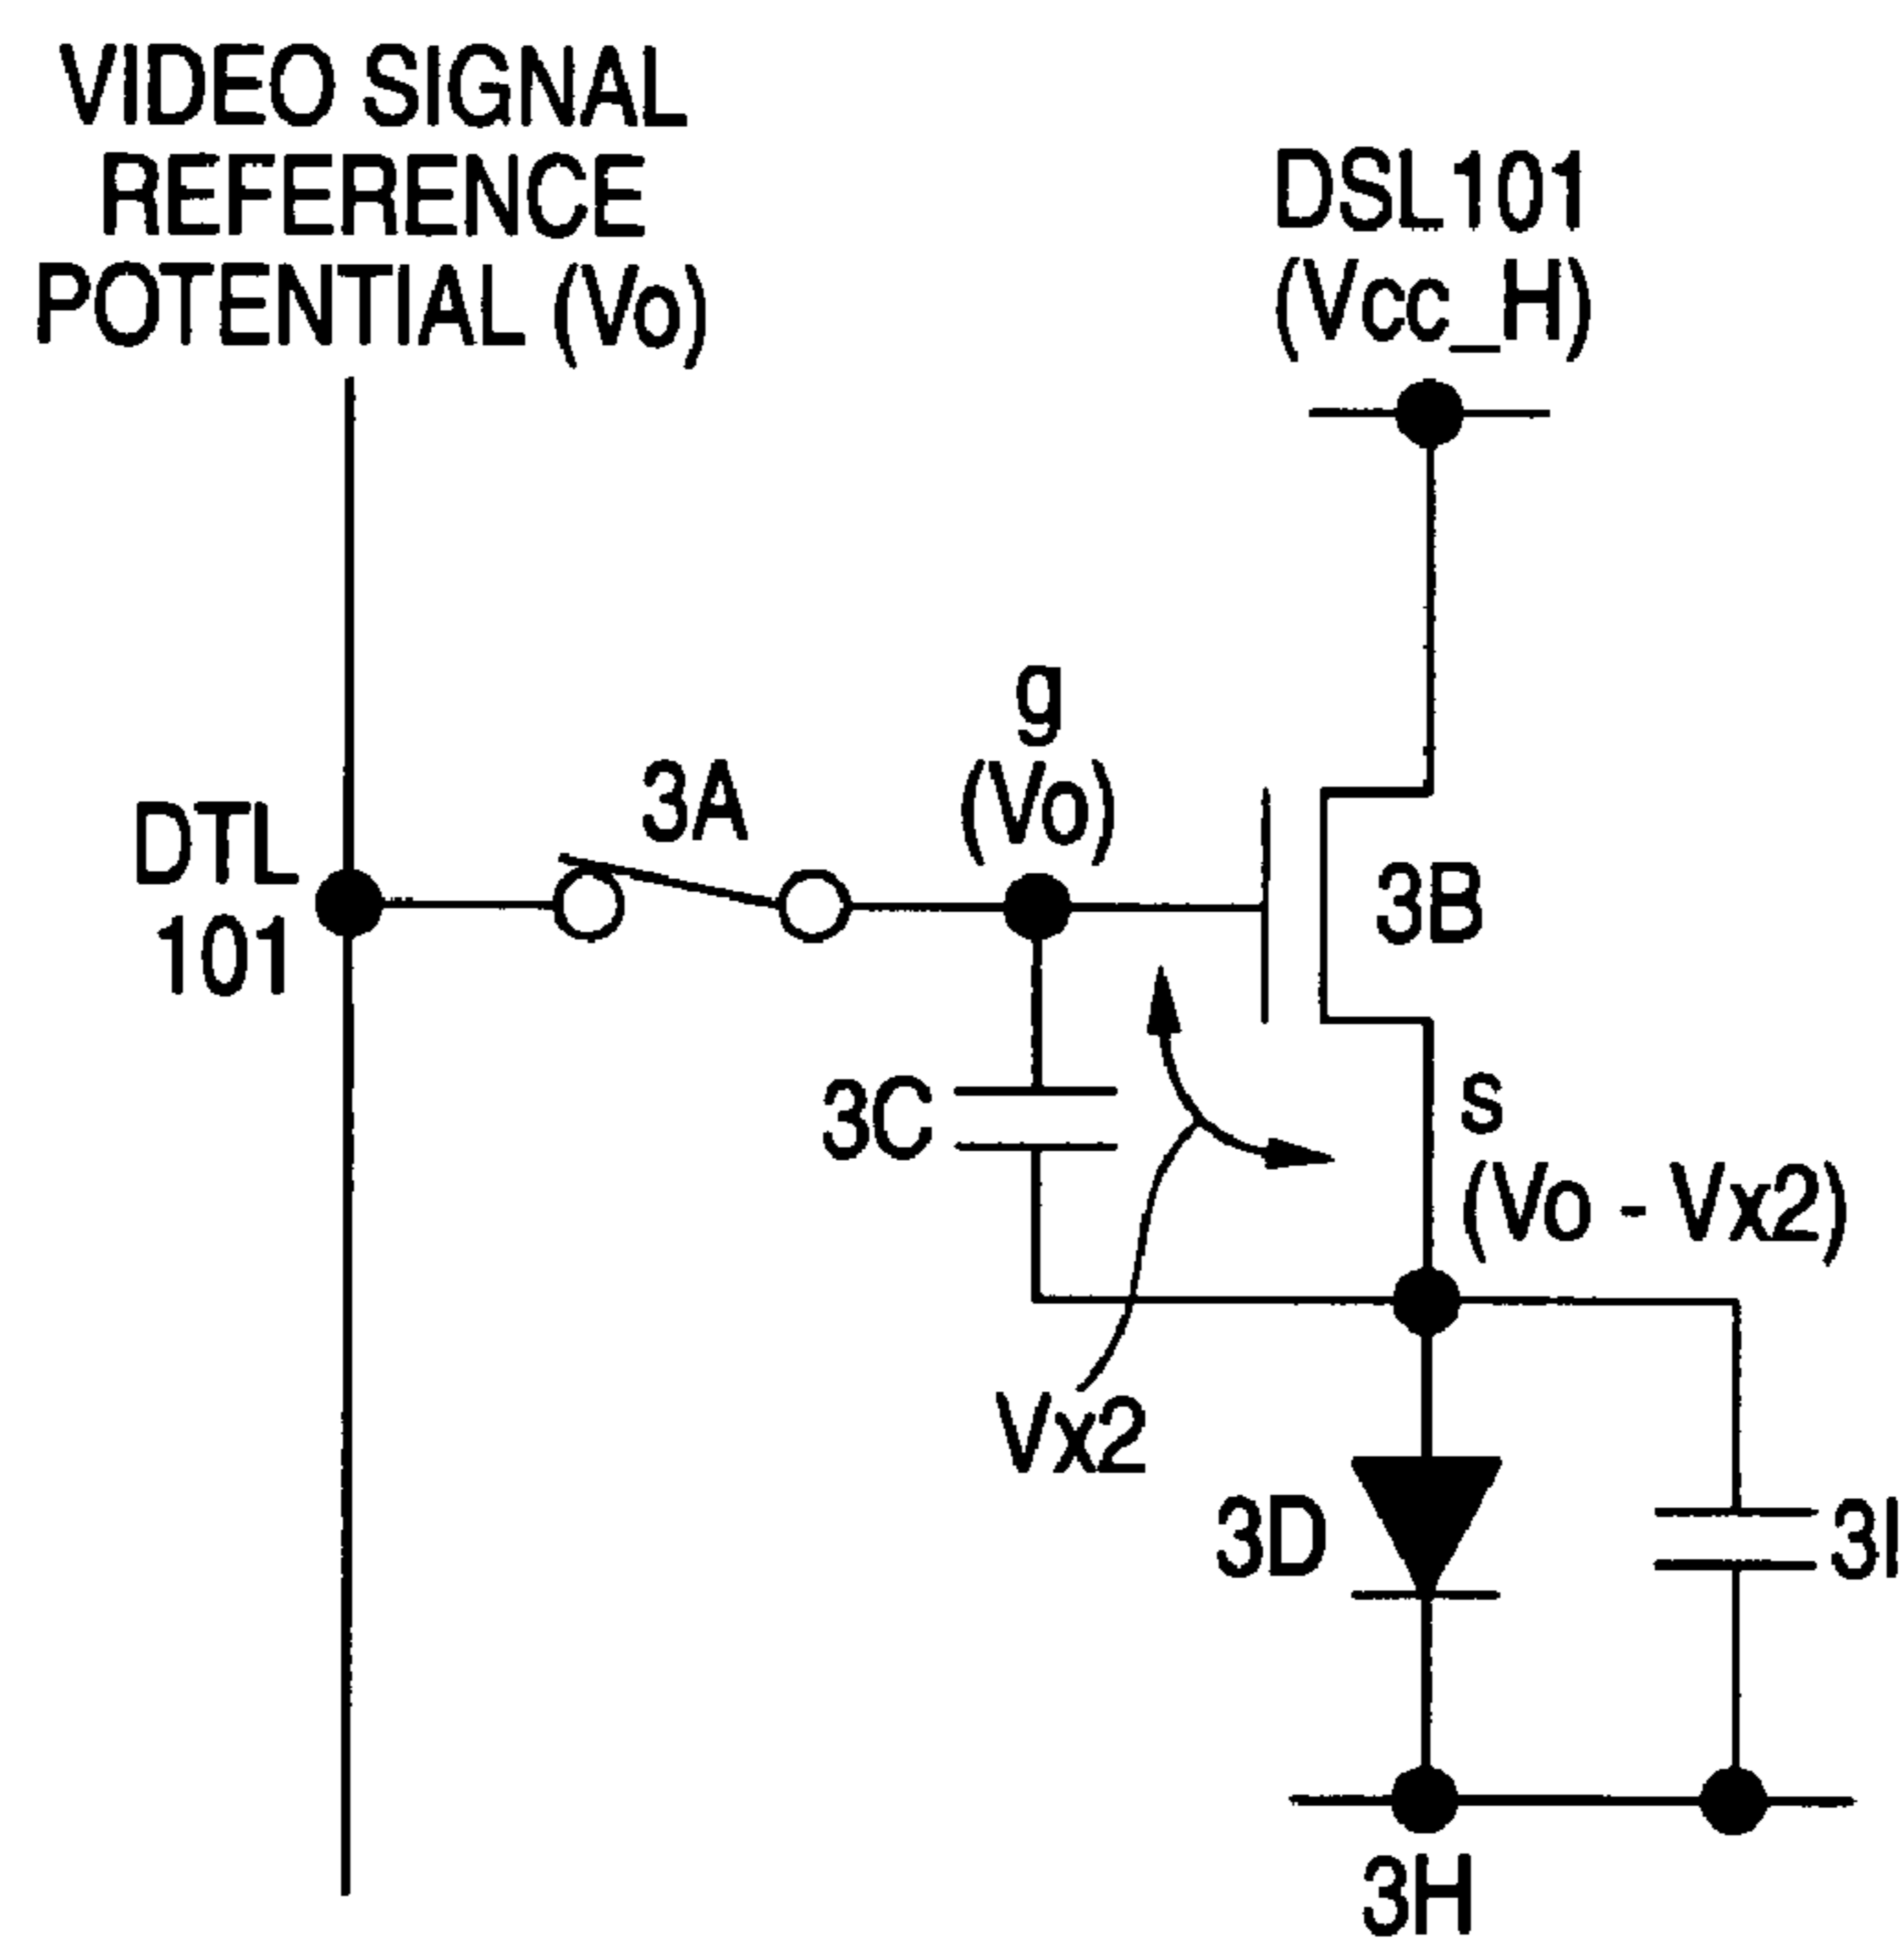 VIDEO SIGNAL
REFERENCE
POTENTIAL (Vo)
DSL101
(Vcc_H)
g
(Vo)
3A
DTL
101
3B
3C
s
(Vo - Vx2)
Vx2
3D
3I
3H